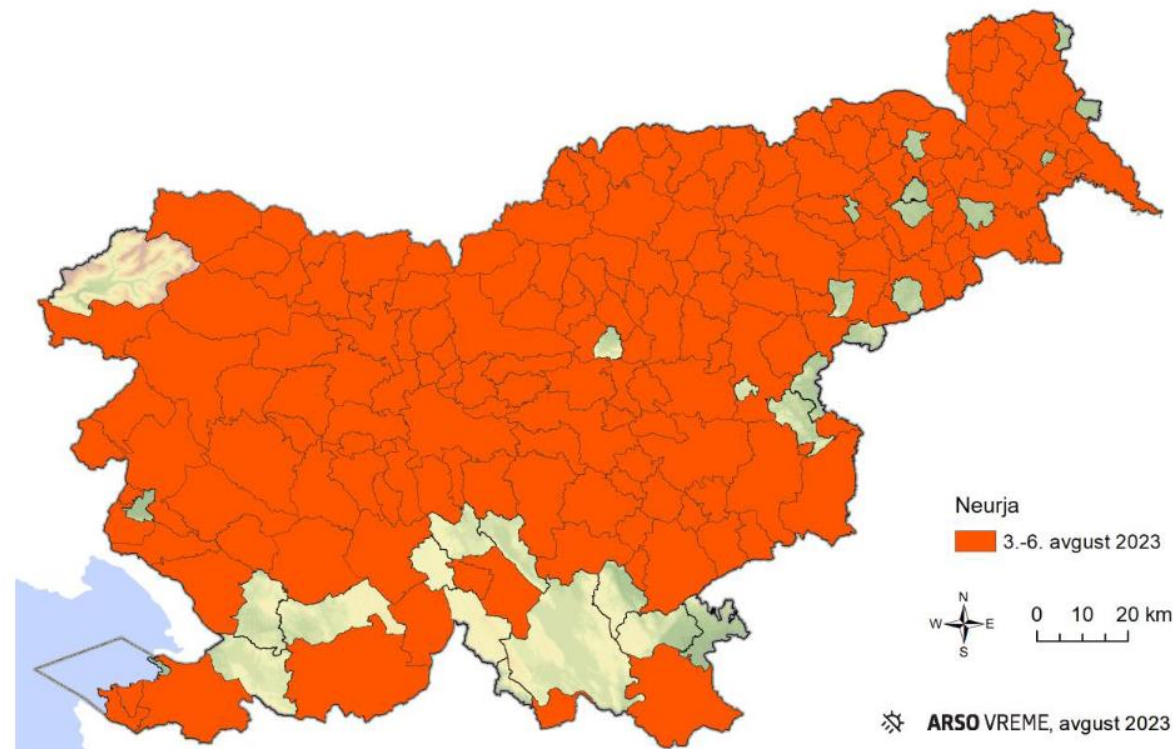 Neurja
3.-6. avgust 2023
N
W E
S
0 10 20 km
ARSO VREME, avgust 2023